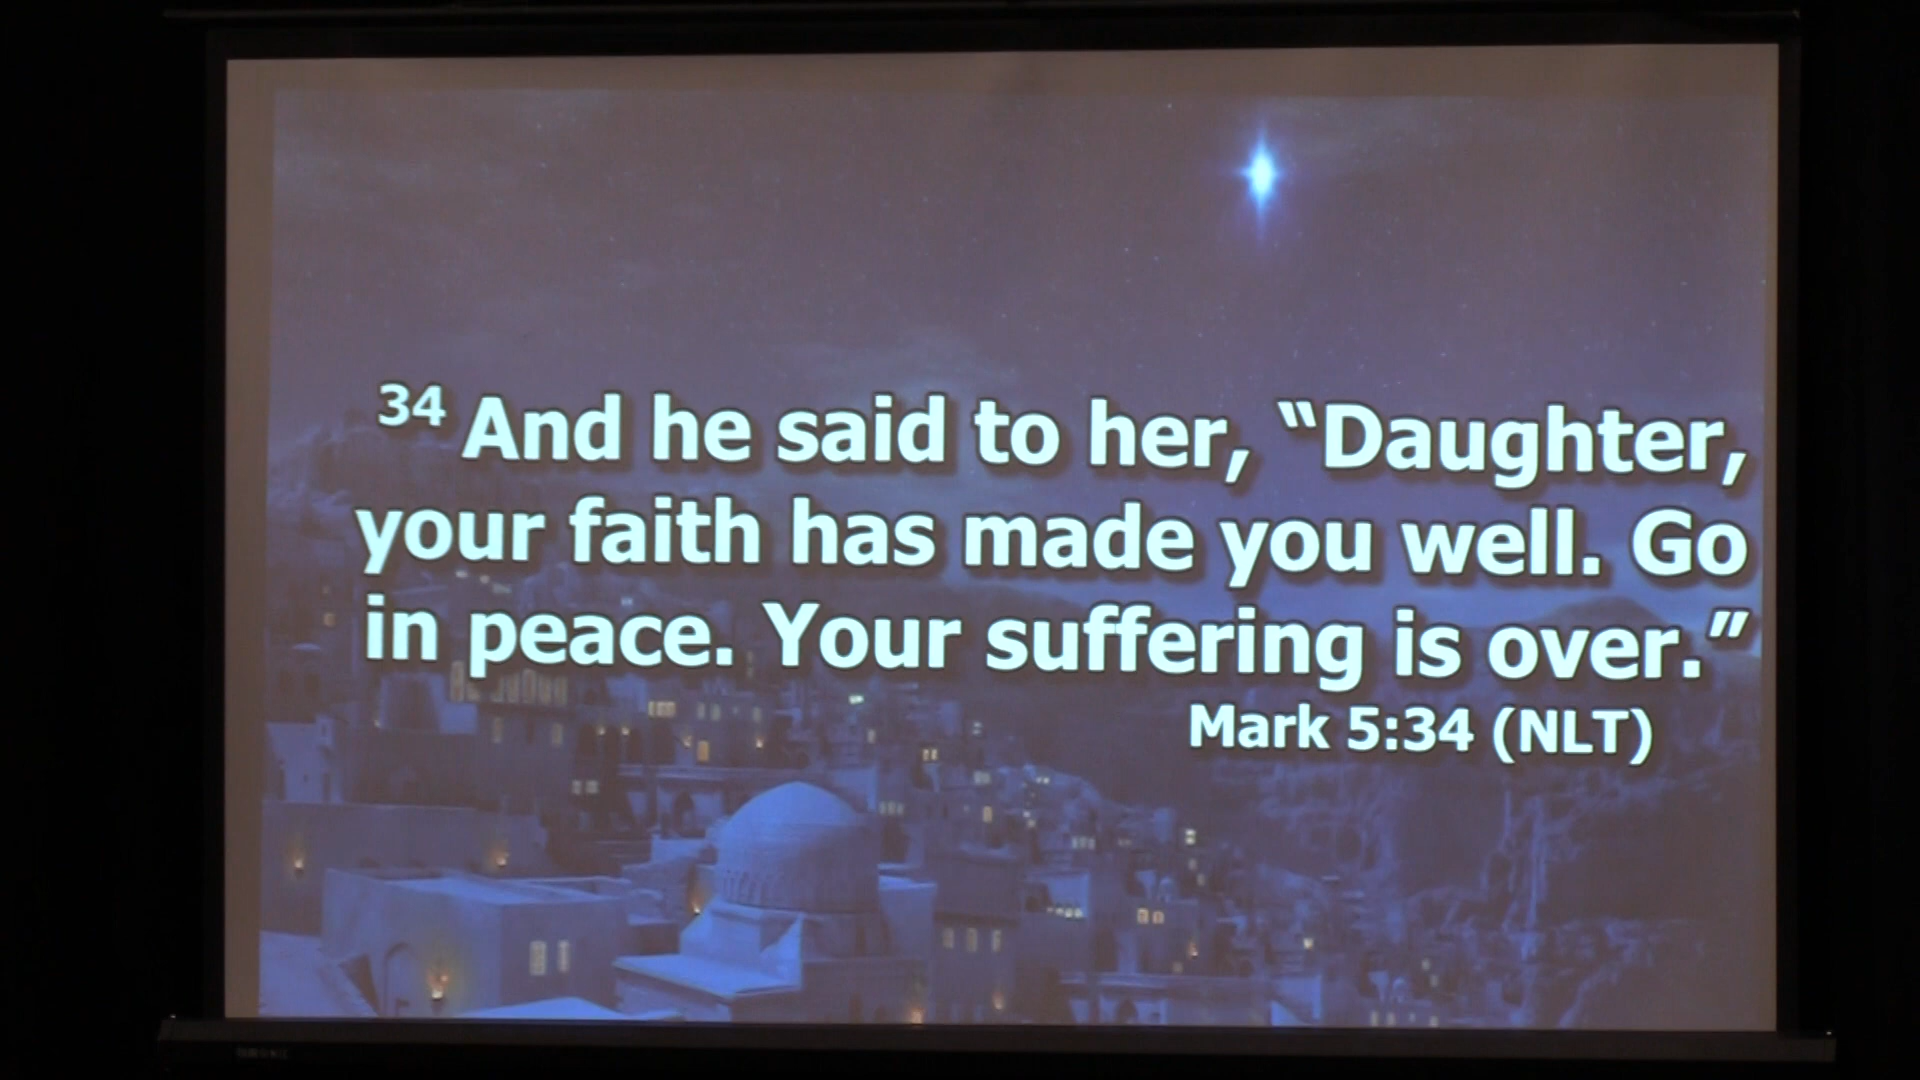 34 And he said to her, “Daughter,
your faith has made you well. Go
in peace. Your suffering is over.”
Mark 5:34 (NLT)